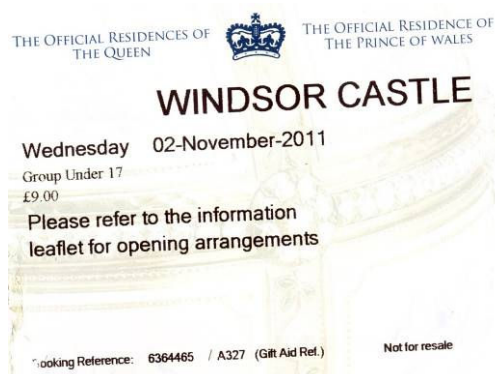 THE OFFICIAL RESIDENCES OF
THE QUEEN
THE OFFICIAL RESIDENCE OF
THE PRINCE OF WALES
WINDSOR CASTLE
Wednesday 02-November-2011
Group Under 17
£9.00
Please refer to the information
leaflet for opening arrangements
Booking Reference: 6364465 / A327 (Gift Aid Ref.) Not for resale